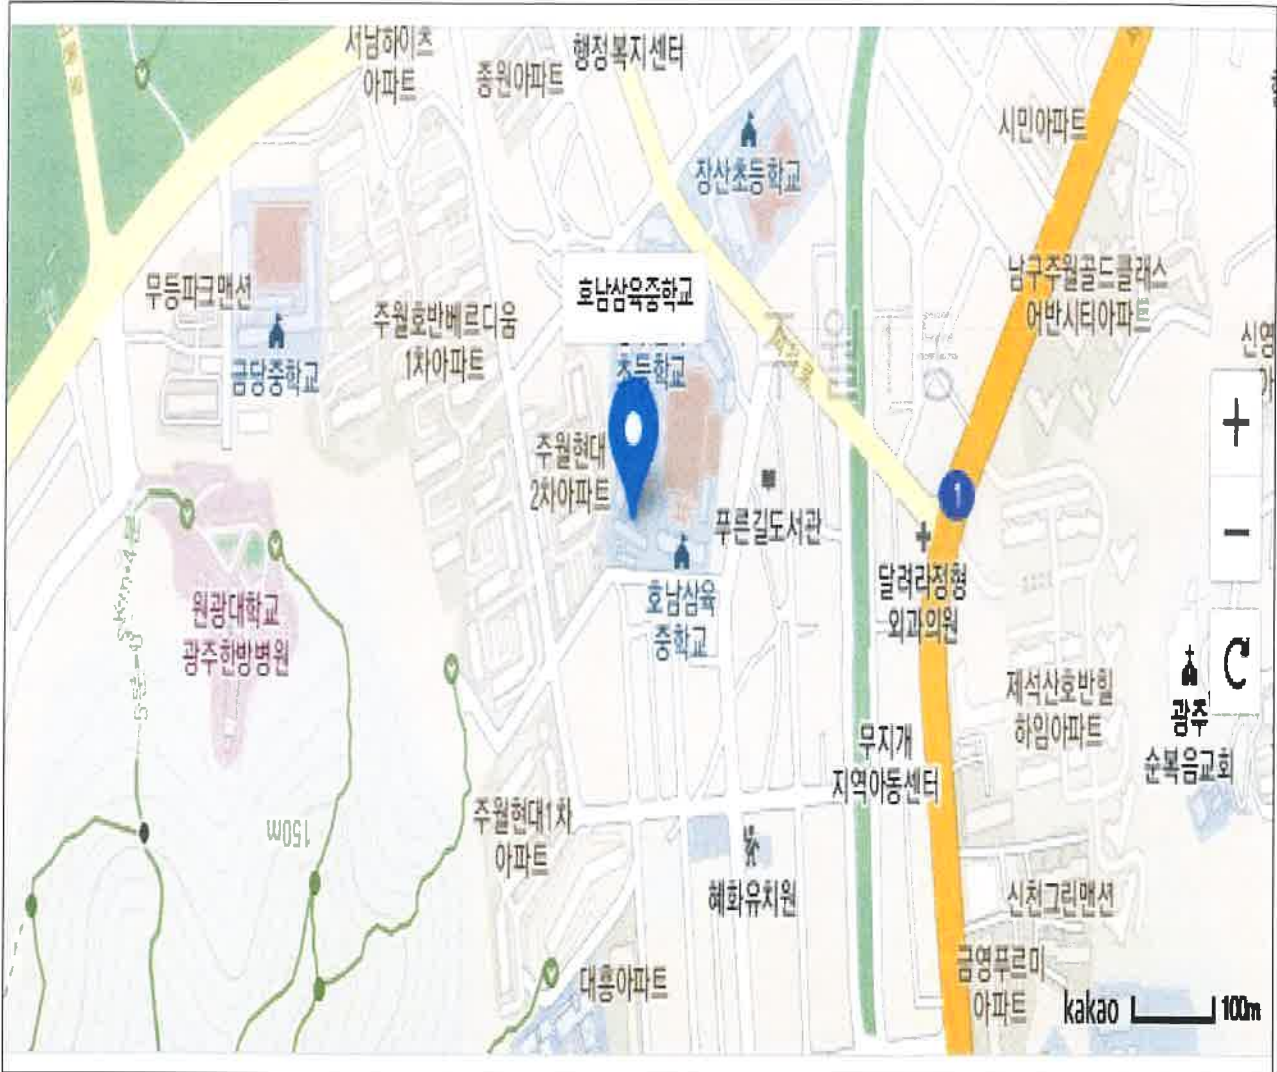 서남하이츠
아파트
종원아파트
행정복지센터
시민아파트
장산초등학교
무등파크맨션
금당중학교
주월호반베르디움
1차아파트
호남삼육중학교
초등학교
남구주월골드클래스
어반시티아파트
신영
주월현대
2차아파트
푸른길도서관
1
호남삼육
중학교
달려라정형
외과의원
원광대학교
광주한방병원
제석산호반힐
하임아파트
광주
순복음교회
무지개
지역아동센터
주월현대1차
아파트
150m
혜화유치원
신천그린맨션
대흥아파트
금영푸르미
아파트
kakao
100m